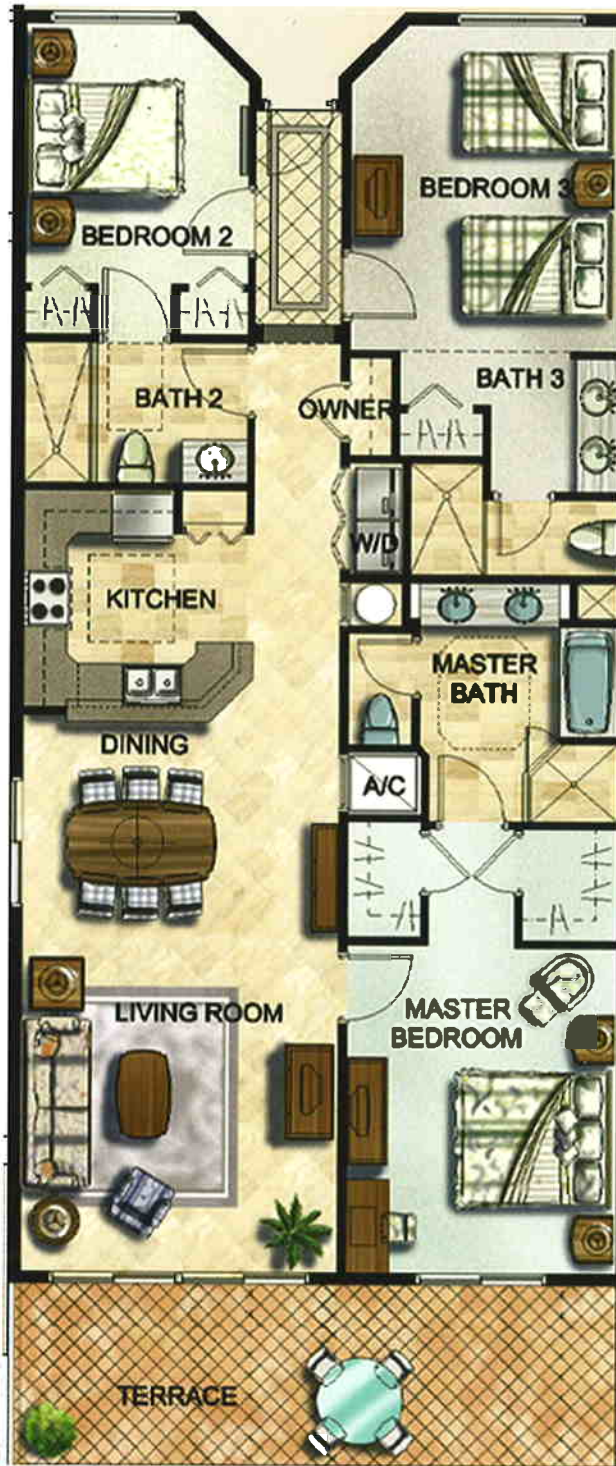 BEDROOM 2
BEDROOM 3
BATH 2
BATH 3
OWNER
W/D
KITCHEN
MASTER
BATH
DINING
A/C
LIVING ROOM
MASTER
BEDROOM
TERRACE